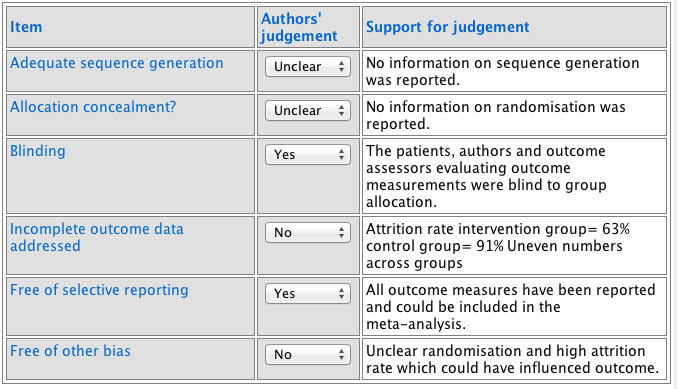 Item
Authors'
judgement
Support for judgement
Adequate sequence generation
Unclear
No information on sequence generation
was reported.
Allocation concealment?
Unclear
No information on randomisation was
reported.
Blinding
Yes
The patients, authors and outcome
assessors evaluating outcome
measurements were blind to group
allocation.
Incomplete outcome data
addressed
No
Attrition rate intervention group= 63%
control group= 91% Uneven numbers
across groups
Free of selective reporting
Yes
All outcome measures have been reported
and could be included in the
meta-analysis.
Free of other bias
No
Unclear randomisation and high attrition
rate which could have influenced outcome.